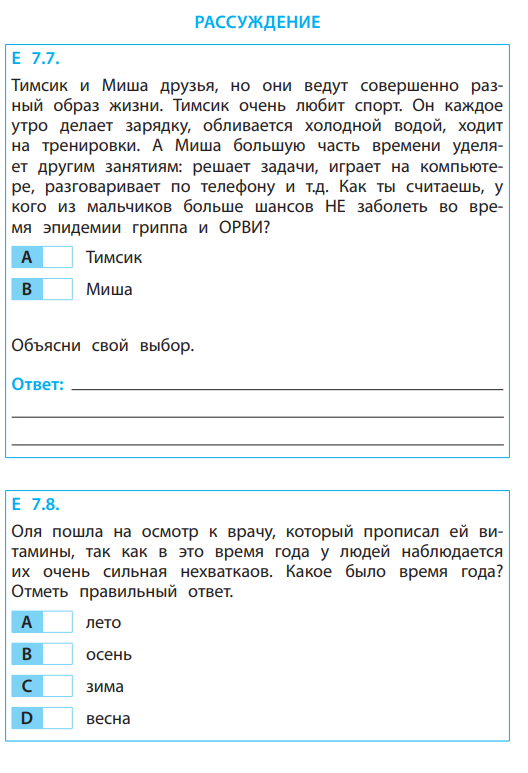 РАССУЖДЕНИЕ
Е 7.7.
Тимсик и Миша друзья, но они ведут совершенно раз-
ный образ жизни. Тимсик очень любит спорт. Он каждое
утро делает зарядку, обливается холодной водой, ходит
на тренировки. А Миша большую часть времени уделя-
ет другим занятиям: решает задачи, играет на компьюте-
ре, разговаривает по телефону и т.д. Как ты считаешь, у
кого из мальчиков больше шансов НЕ заболеть во вре-
мя эпидемии гриппа и ОРВИ?
A Тимсик
B Миша
Объясни свой выбор.
Ответ:
Е 7.8.
Оля пошла на осмотр к врачу, который прописал ей ви-
тамины, так как в это время года у людей наблюдается
их очень сильная нехваткаов. Какое было время года?
Отметь правильный ответ.
A лето
B осень
C зима
D весна